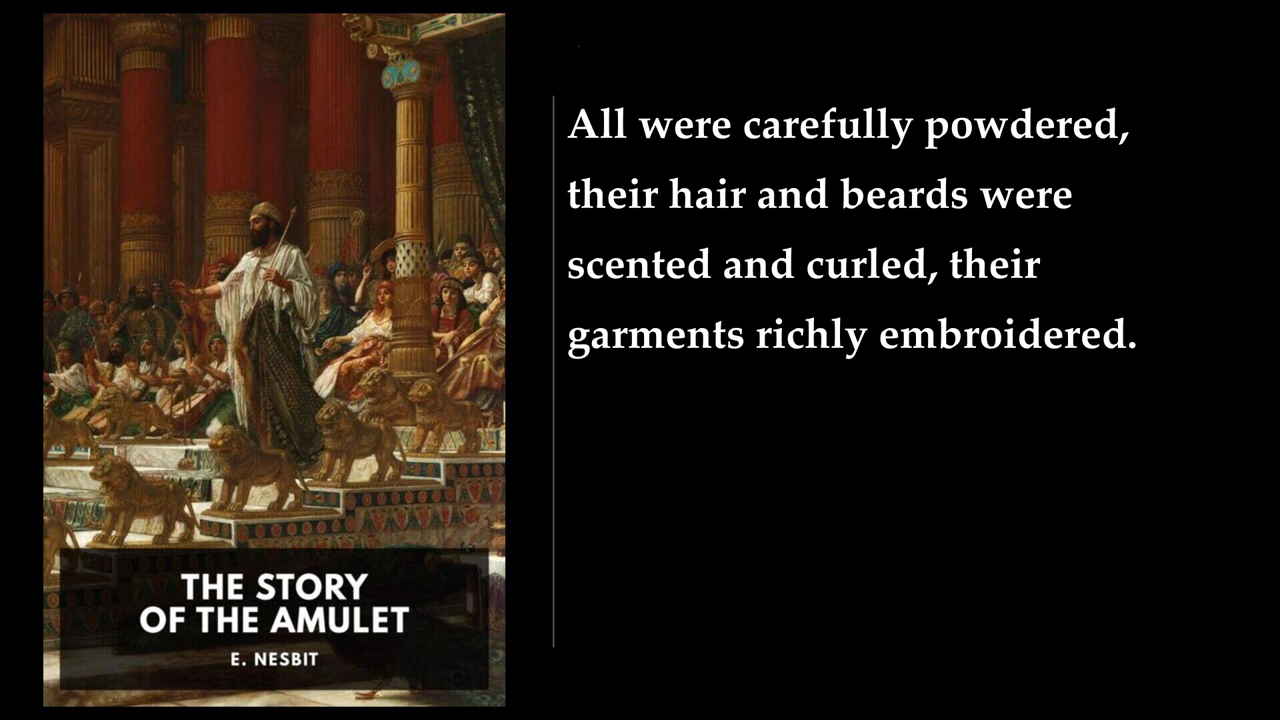 THE STORY
OF THE AMULET
E. NESBIT
All were carefully powdered,
their hair and beards were
scented and curled, their
garments richly embroidered.